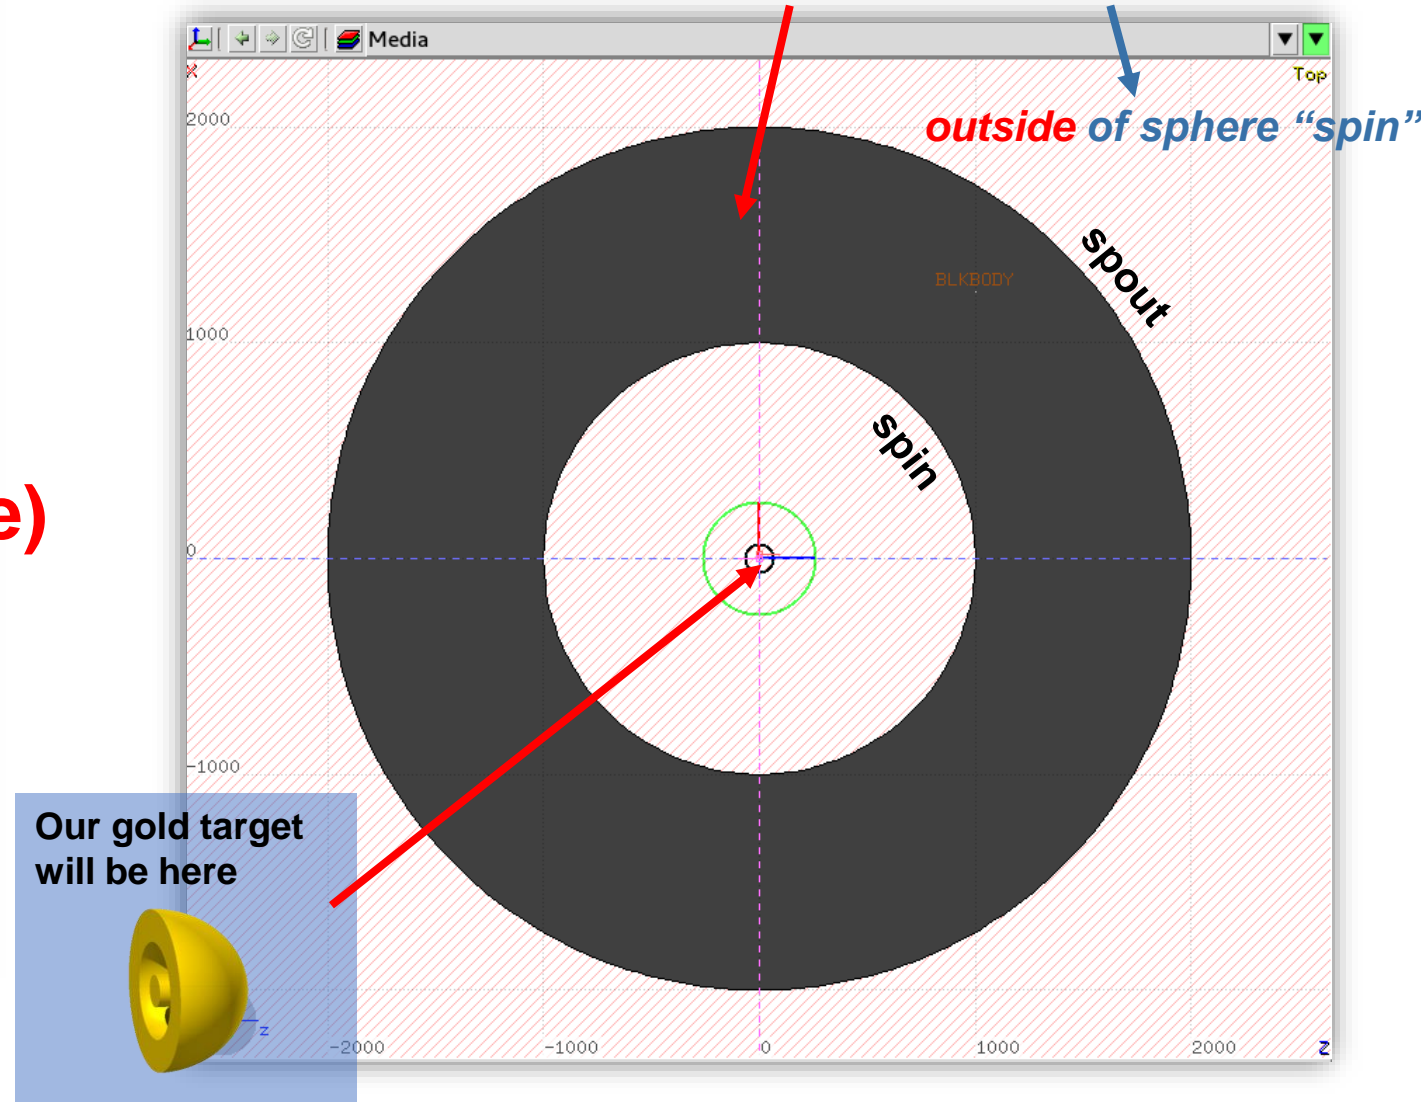 Media
X
Top
2000
outside of sphere “spin”
spout
BLKBODY
1000
spin
e)
0
-1000
Our gold target
will be here
z
-2000
-1000
0
1000
2000
Z